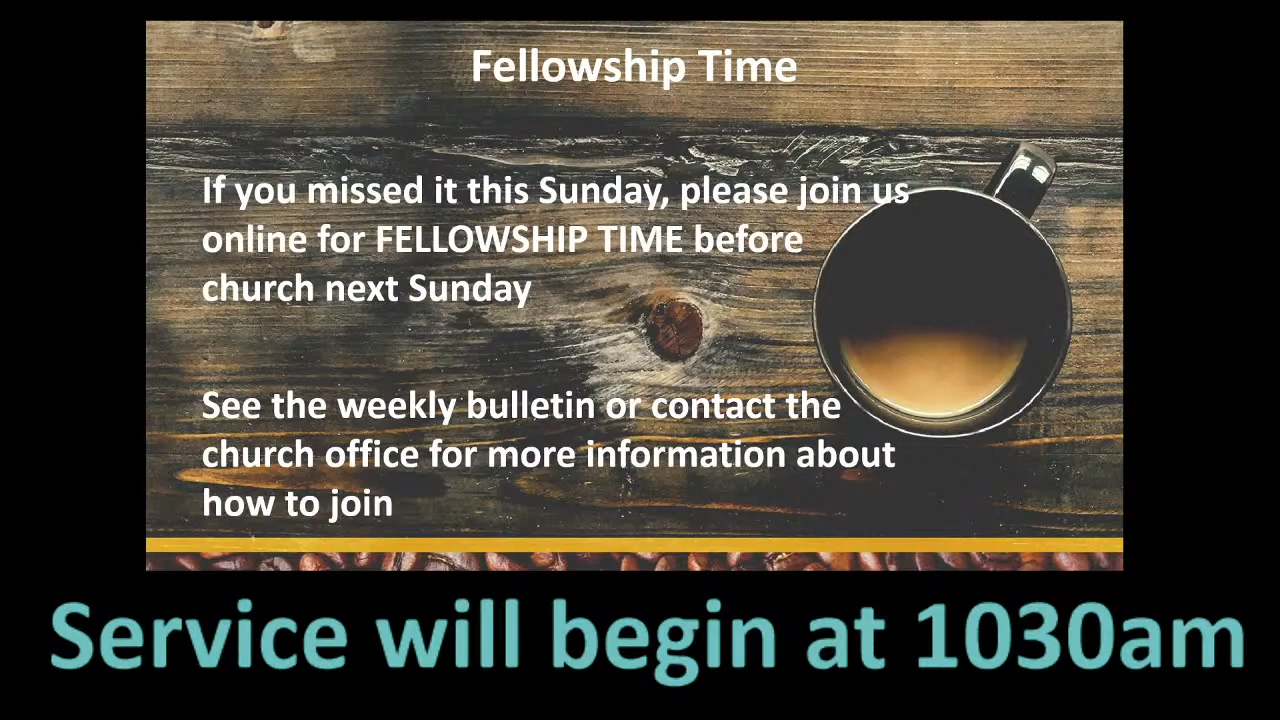 Fellowship Time
If you missed it this Sunday, please join us
online for FELLOWSHIP TIME before
church next Sunday
See the weekly bulletin or contact the
church office for more information about
how to join
Service will begin at 1030am